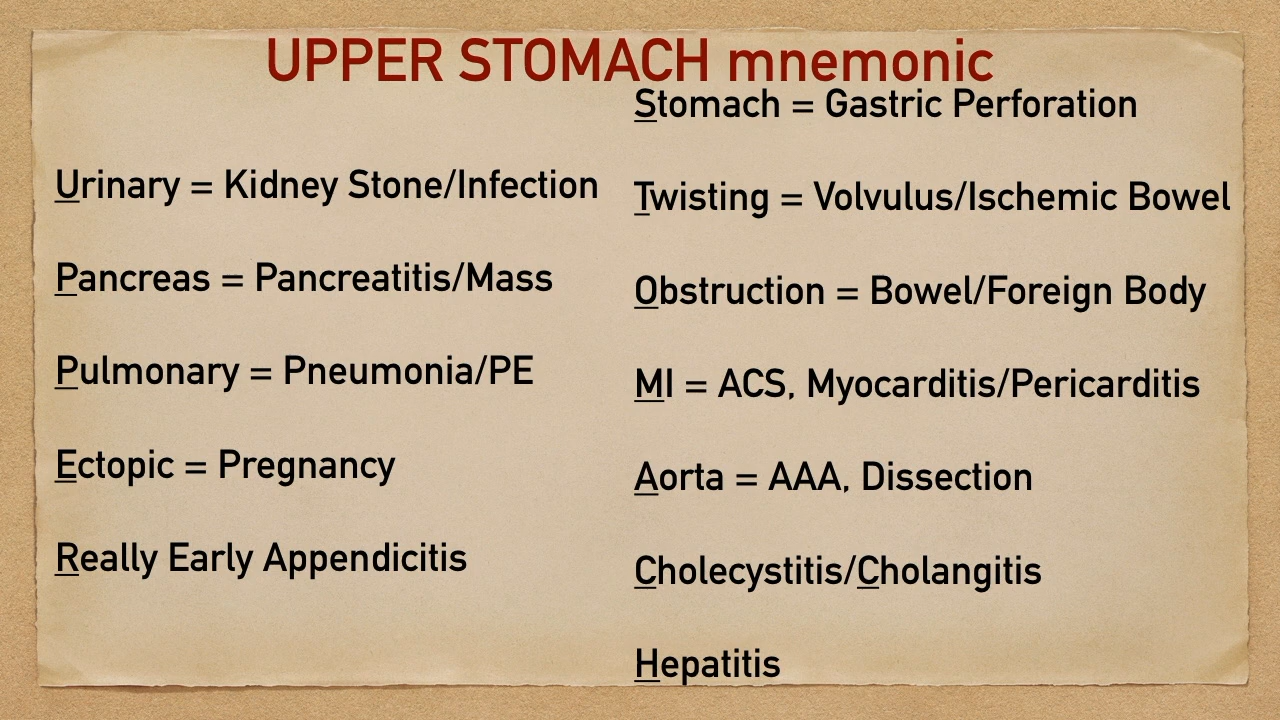 UPPER STOMACH mnemonic
Urinary = Kidney Stone/Infection
Pancreas = Pancreatitis/Mass
Pulmonary = Pneumonia/PE
Ectopic = Pregnancy
Really Early Appendicitis
Stomach = Gastric Perforation
Twisting = Volvulus/Ischemic Bowel
Obstruction = Bowel/Foreign Body
MI = ACS, Myocarditis/Pericarditis
Aorta = AAA, Dissection
Cholecystitis/Cholangitis
Hepatitis